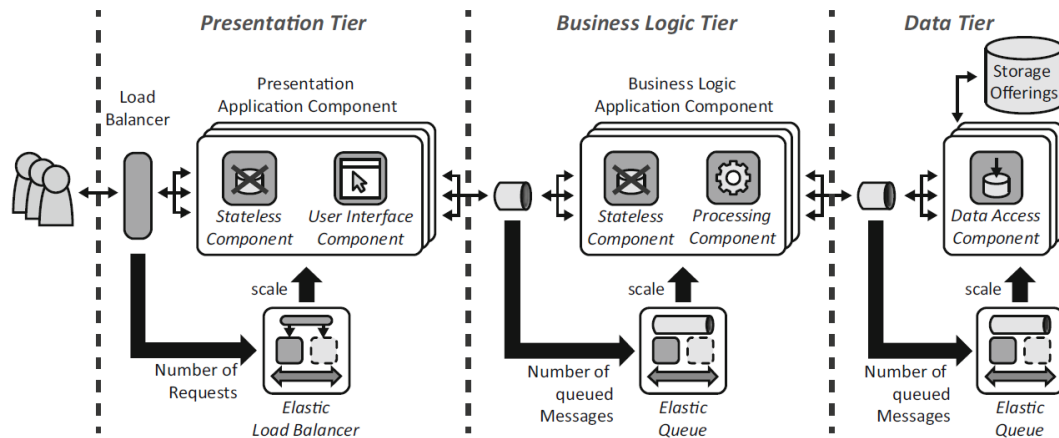 Presentation Tier
Business Logic Tier
Data Tier
Load
Balancer
Presentation
Application Component
Stateless
Component
User Interface
Component
scale
Number of
Requests
Elastic
Load Balancer
Business Logic
Application Component
Stateless
Component
Processing
Component
scale
Number of
queued
Messages
Elastic
Queue
Storage
Offerings
Data Access
Component
scale
Number of
queued
Messages
Elastic
Queue